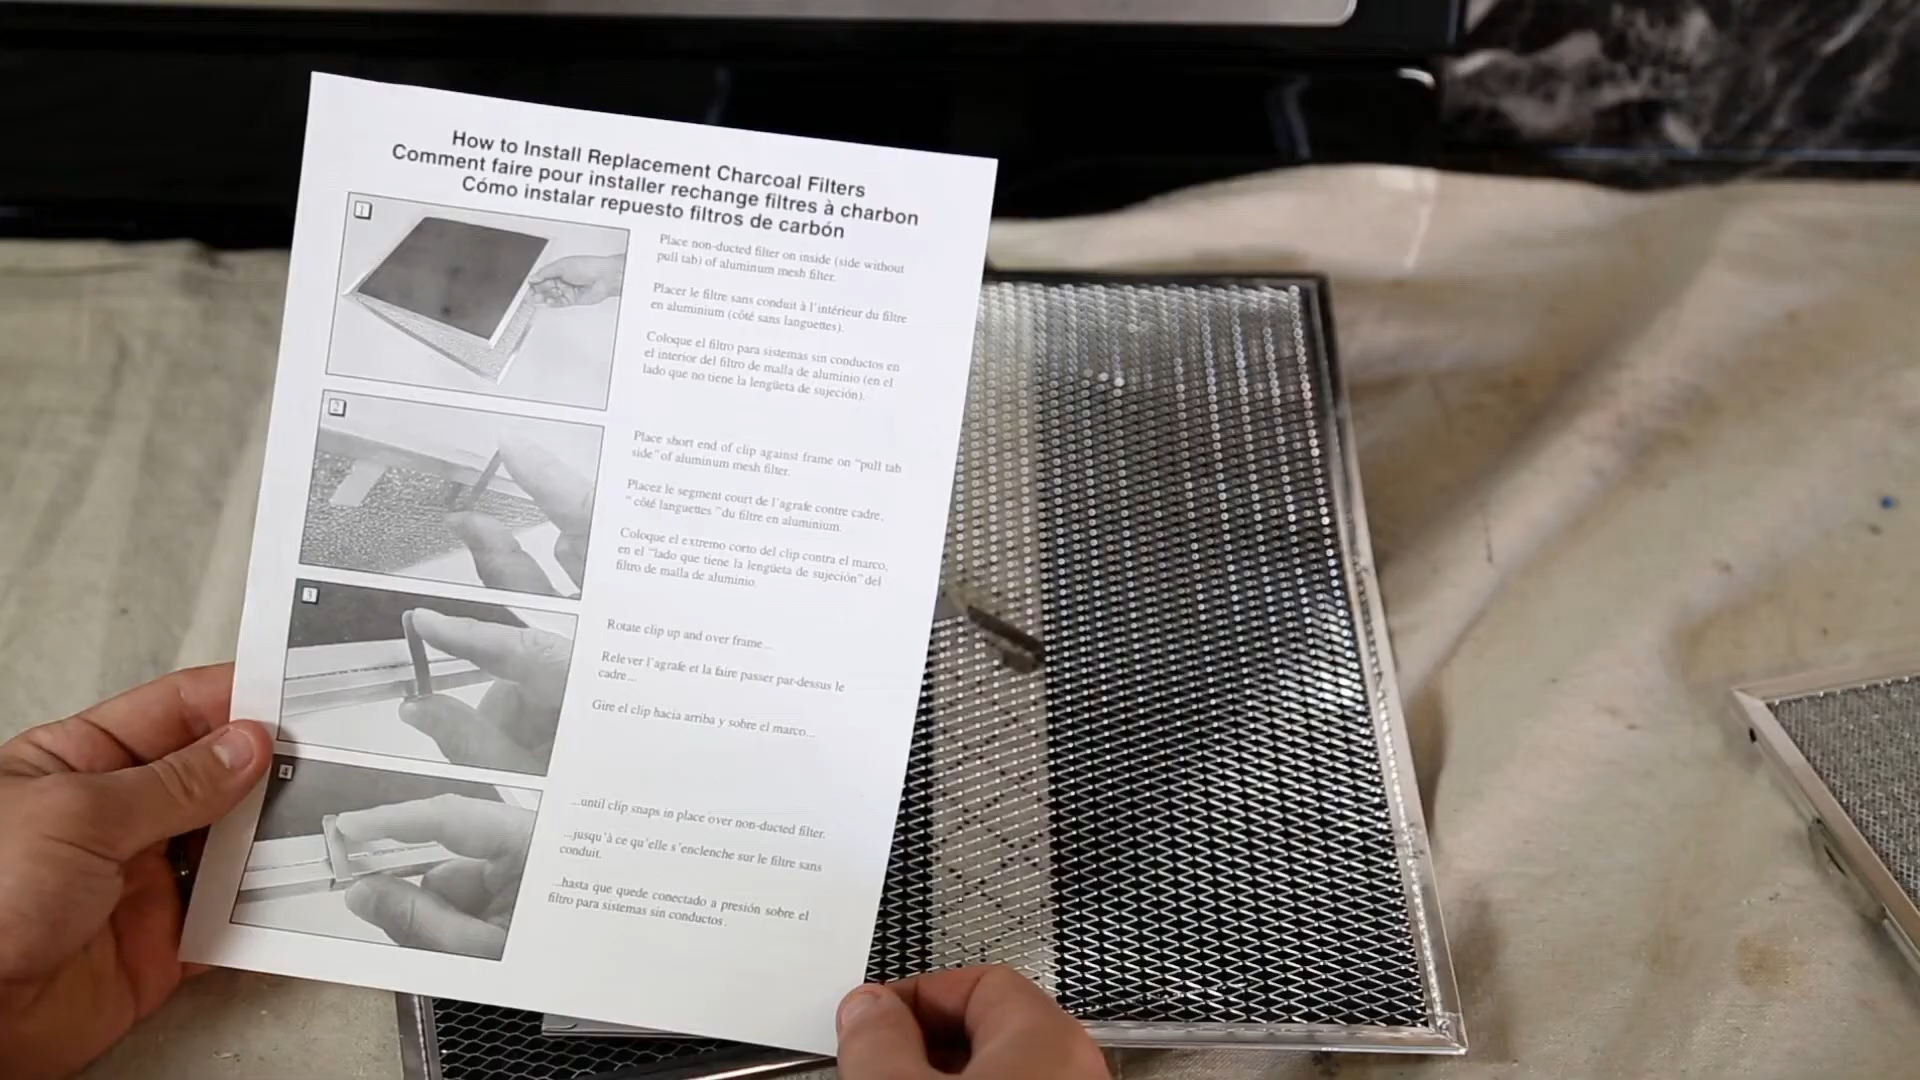 How to Install Replacement Charcoal Filters
Comment faire pour installer rechange filtres à charbon
Cómo instalar repuesto filtros de carbón
1
Place non-ducted filter on inside (side without
pull tab) of aluminum mesh filter.
Placer le filtre sans conduit à l'intérieur du filtre
en aluminium (côté sans languettes).
Coloque el filtro para sistemas sin conductos en
el interior del filtro de malla de aluminio (en el
lado que no tiene la lengüeta de sujeción).
2
Place short end of clip against frame on "pull tab
side" of aluminum mesh filter.
Placez le segment court de l'agrafe contre cadre,
"côté languettes" du filtre en aluminium.
Coloque el extremo corto del clip contra el marco,
en el "lado que tiene la lengüeta de sujeción" del
filtro de malla de aluminio.
3
Rotate clip up and over frame...
Relever l'agrafe et la faire passer par-dessus le
cadre...
Gire el clip hacia arriba y sobre el marco...
4
...until clip snaps in place over non-ducted filter.
...jusqu'à ce qu'elle s'enclenche sur le filtre sans
conduit.
...hasta que quede conectado a presión sobre el
filtro para sistemas sin conductos.